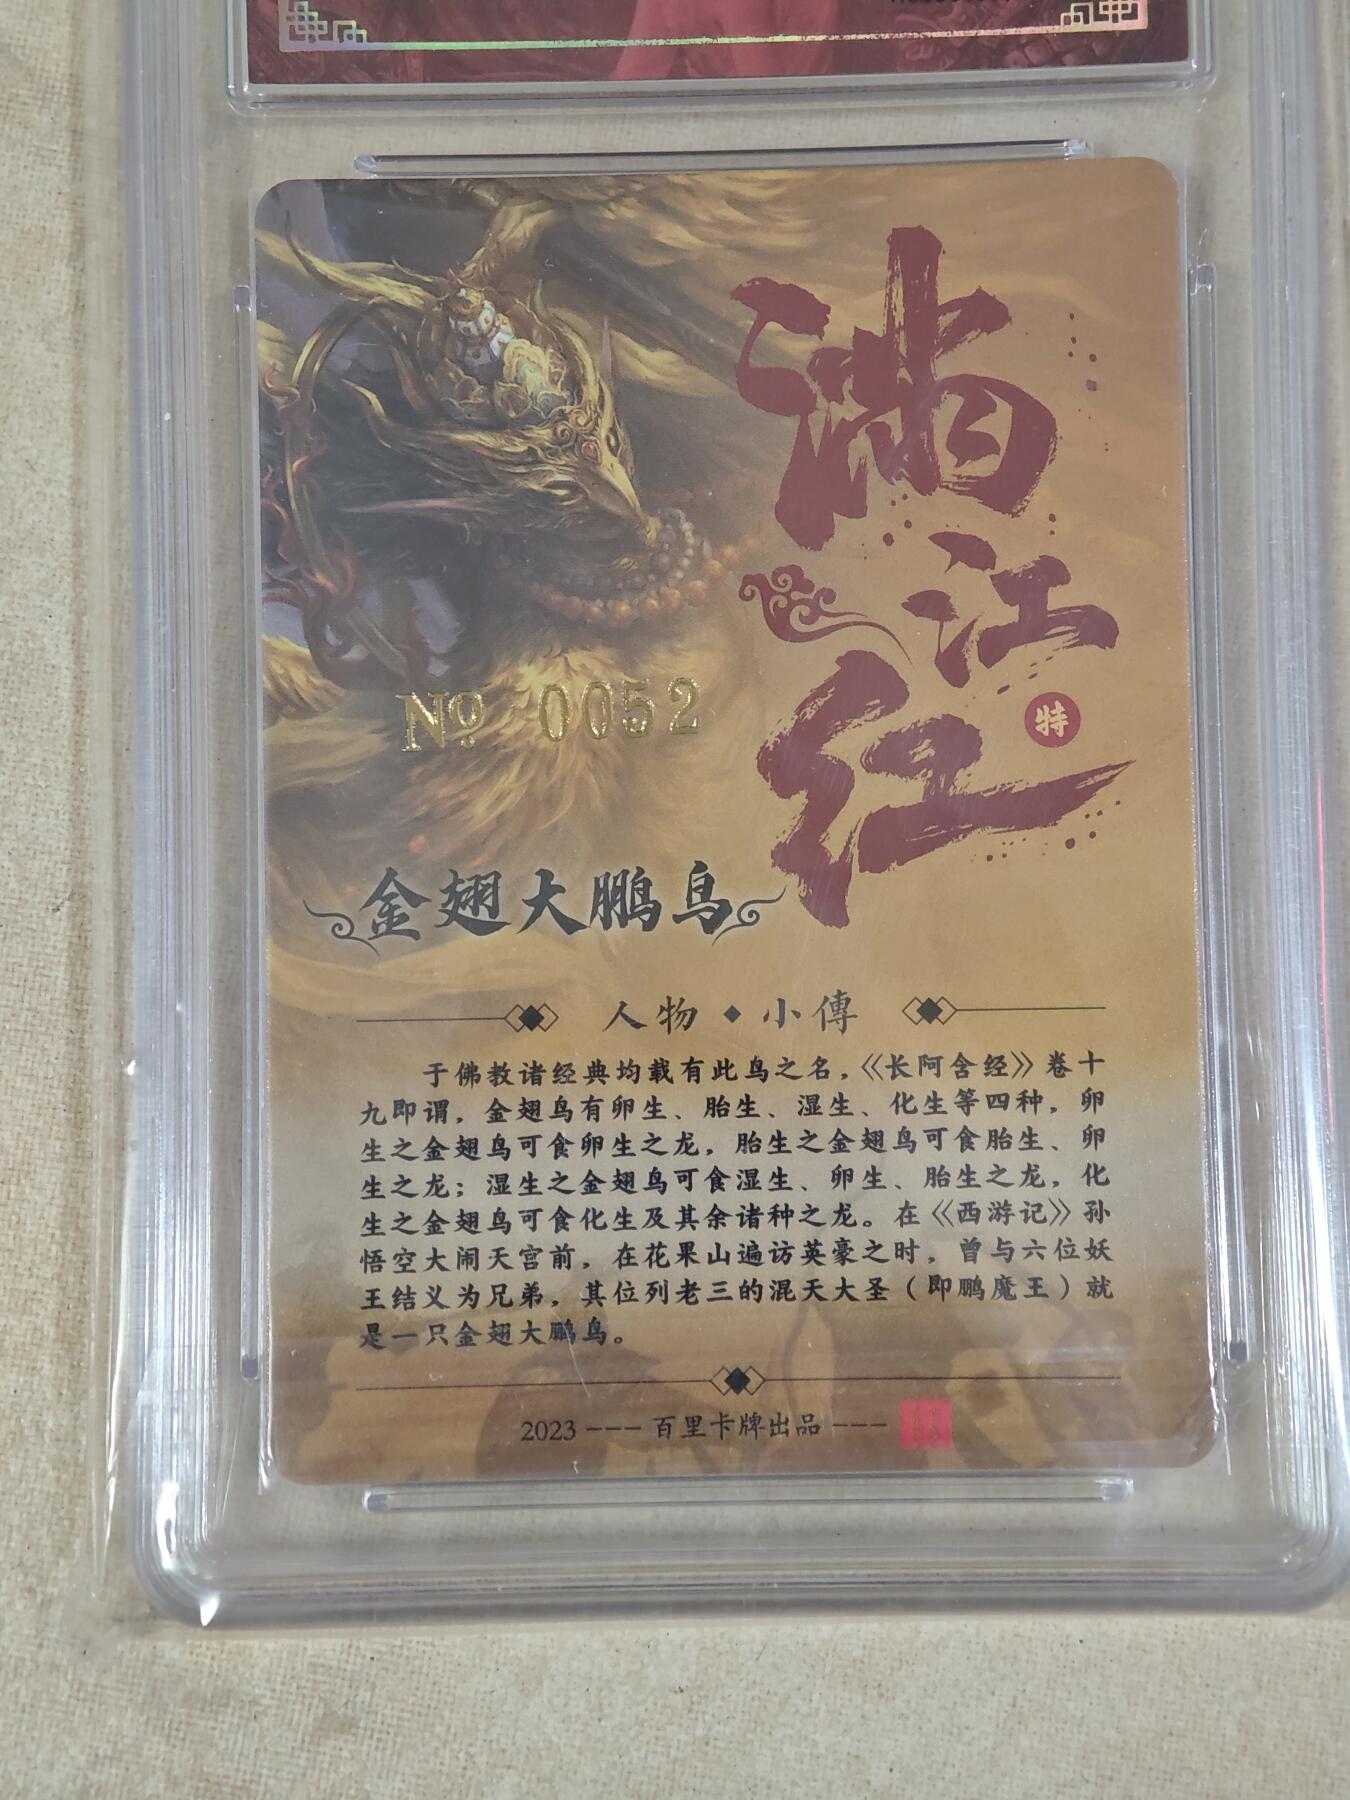 满江红
特
No 0052
金翅大鹏鸟
人物◆小傳
于佛教诸经典均载有此鸟之名，《长阿含经》卷十
九即谓，金翅鸟有卵生、胎生、湿生、化生等四种，卵
生之金翅鸟可食卵生之龙，胎生之金翅鸟可食胎生、卵
生之龙；湿生之金翅鸟可食湿生、卵生、胎生之龙，化
生之金翅鸟可食化生及其余诸种之龙。在《西游记》孙
悟空大闹天宫前，在花果山遍访英豪之时，曾与六位妖
王结义为兄弟，其位列老三的混天大圣（即鹏魔王）就
是一只金翅大鹏鸟。
2023 --- 百里卡牌出品 ---